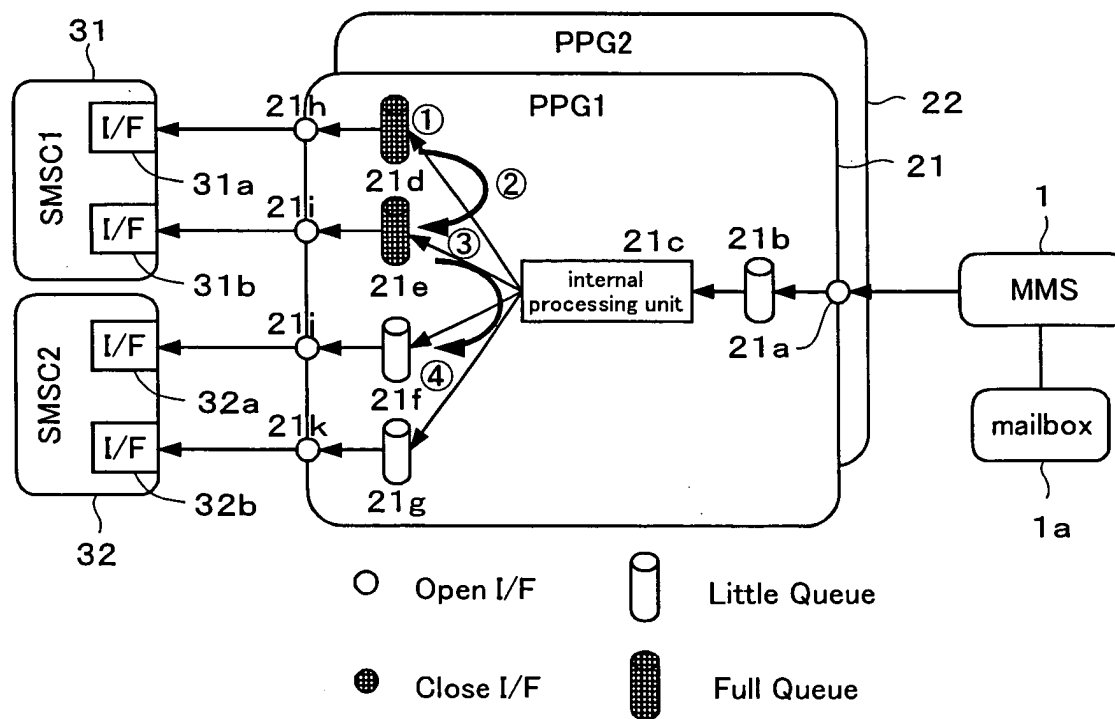 31
PPG2
PPG1
22
21
SMSC1
I/F
31a
I/F
31b
21h
21d
①
②
21i
21e
③
21c
internal
processing unit
21b
21a
1
MMS
mailbox
1a
SMSC2
I/F
32a
I/F
32b
32
21j
21f
④
21k
21g
Open I/F
Little Queue
Close I/F
Full Queue